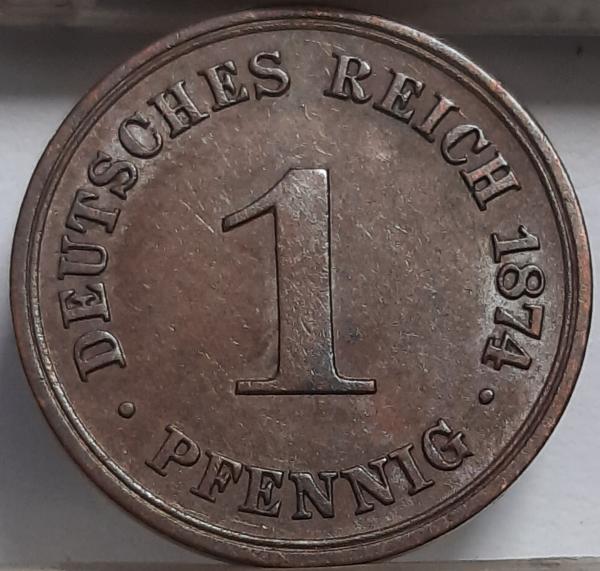 DEUTSCHES REICH 1874
1
· PFENNIG ·